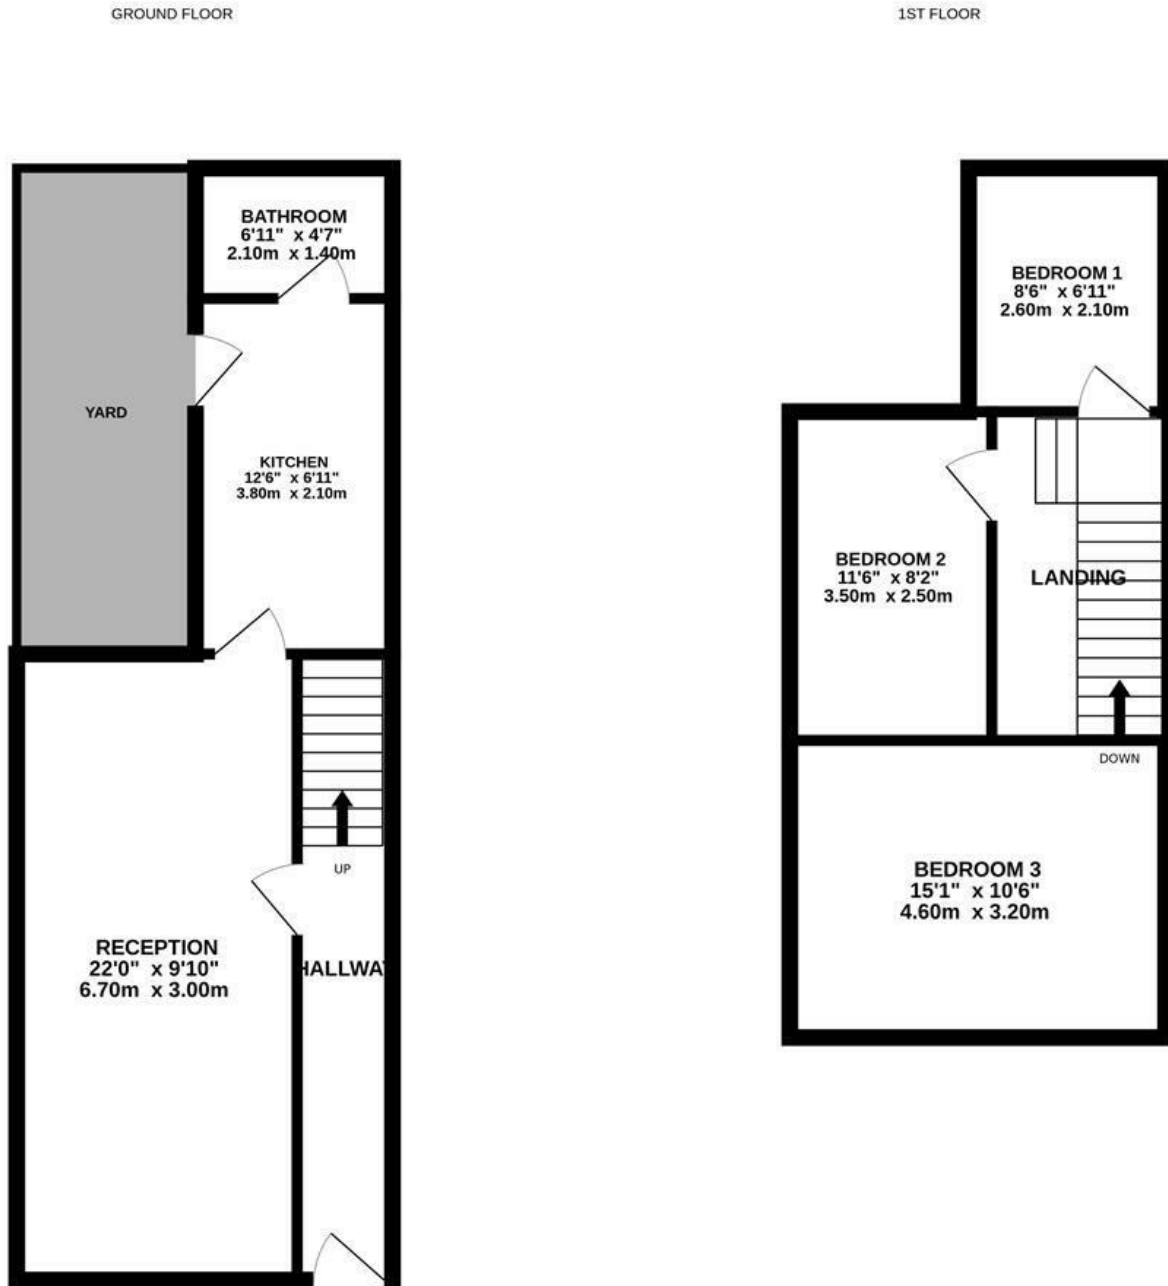 GROUND FLOOR
1ST FLOOR
BATHROOM
6'11" x 4'7"
2.10m x 1.40m
YARD
KITCHEN
12'6" x 6'11"
3.80m x 2.10m
UP
RECEPTION
22'0" x 9'10"
6.70m x 3.00m
HALLWAY
BEDROOM 1
8'6" x 6'11"
2.60m x 2.10m
BEDROOM 2
11'6" x 8'2"
3.50m x 2.50m
LANDING
DOWN
BEDROOM 3
15'1" x 10'6"
4.60m x 3.20m